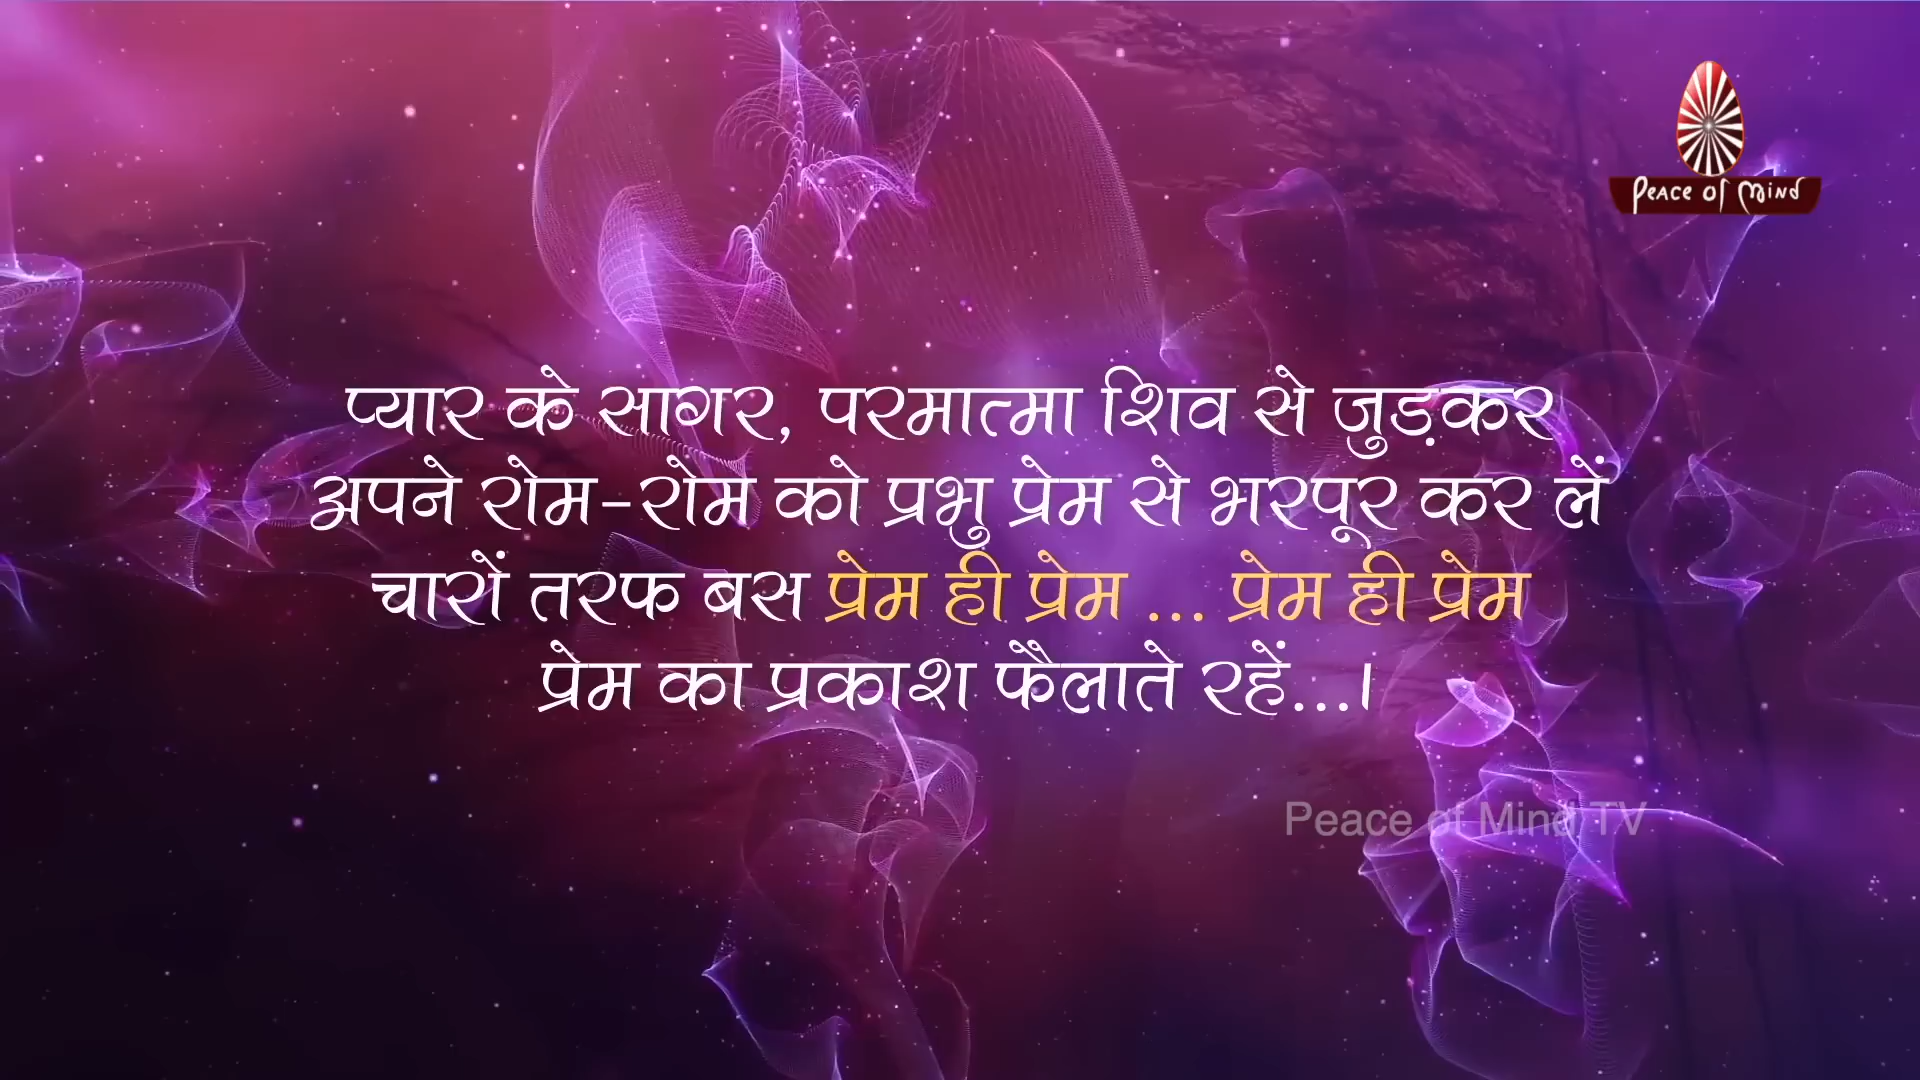 Peace of Mind
प्यार के सागर, परमात्मा शिव से जुड़कर
अपने रोम-रोम को प्रभु प्रेम से भरपूर कर लें
चारों तरफ बस प्रेम ही प्रेम ... प्रेम ही प्रेम
प्रेम का प्रकाश फैलाते रहें...।
Peace of Mind TV